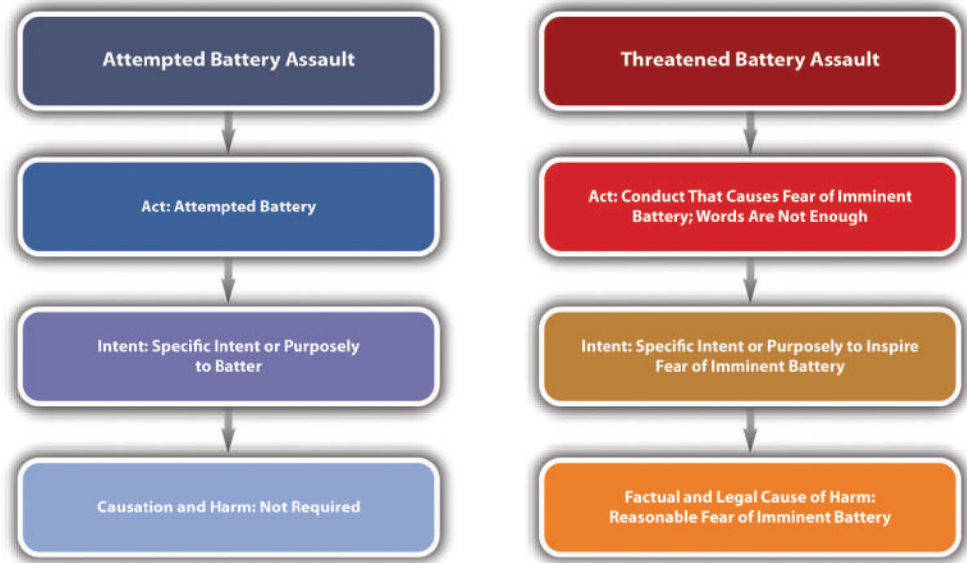 Attempted Battery Assault
Act: Attempted Battery
Intent: Specific Intent or Purposely
to Batter
Causation and Harm: Not Required
Threatened Battery Assault
Act: Conduct That Causes Fear of Imminent
Battery; Words Are Not Enough
Intent: Specific Intent or Purposely to Inspire
Fear of Imminent Battery
Factual and Legal Cause of Harm:
Reasonable Fear of Imminent Battery